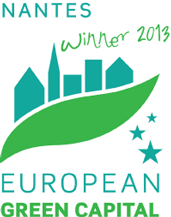 NANTES
Winner 2013
EUROPEAN
GREEN CAPITAL